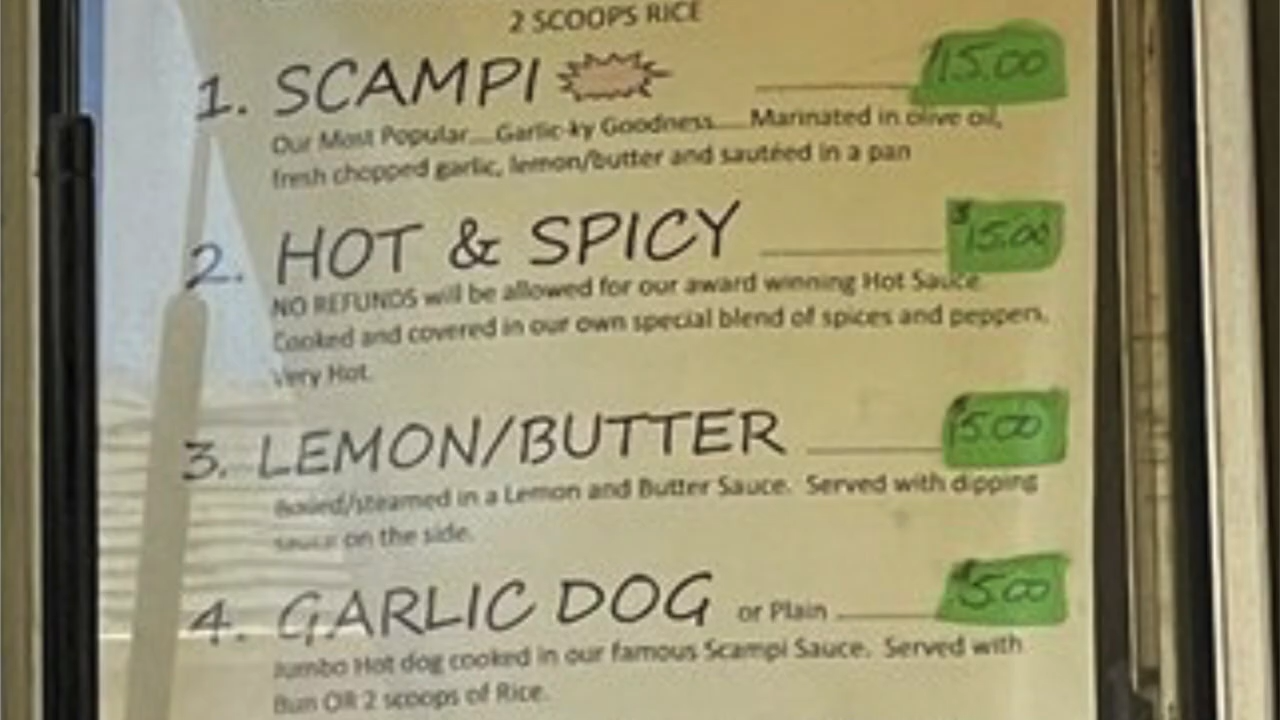 2 SCOOPS RICE
1. SCAMPI 15.00
Our Most Popular....Garlic-ky Goodness.....Marinated in olive oil,
fresh chopped garlic, lemon/butter and sautéed in a pan
2. HOT & SPICY $15.00
NO REFUNDS will be allowed for our award winning Hot Sauce.
Cooked and covered in our own special blend of spices and peppers.
Very Hot.
3. LEMON/BUTTER 5.00
Boiled/steamed in a Lemon and Butter Sauce. Served with dipping
sauce on the side.
4. GARLIC DOG or Plain $5.00
Jumbo Hot dog cooked in our famous Scampi Sauce. Served with
Bun OR 2 scoops of Rice.